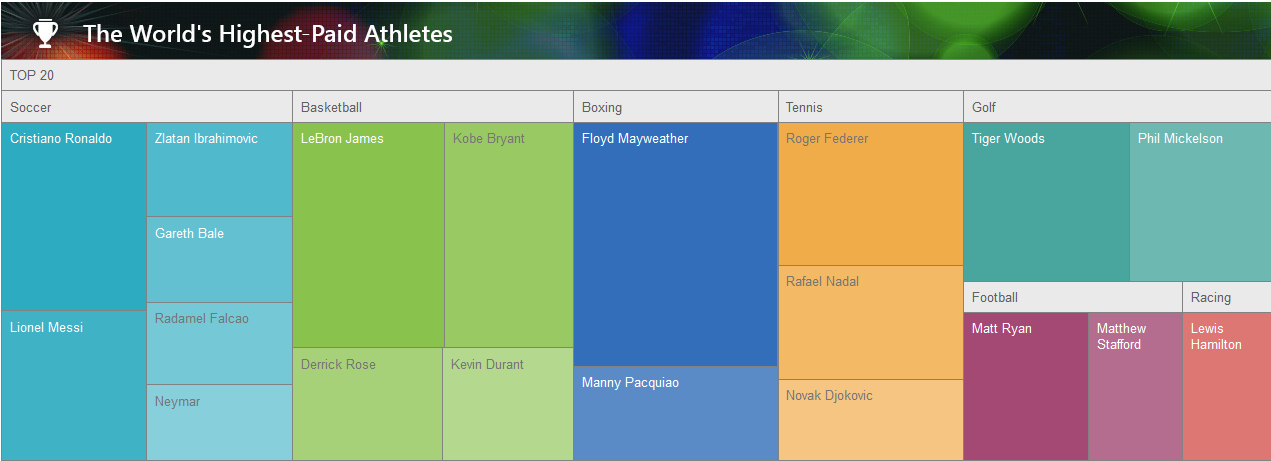 The World's Highest-Paid Athletes
TOP 20
Soccer
Cristiano Ronaldo
Zlatan Ibrahimovic
Gareth Bale
Lionel Messi
Radamel Falcao
Neymar
Basketball
LeBron James
Kobe Bryant
Derrick Rose
Kevin Durant
Boxing
Floyd Mayweather
Manny Pacquiao
Tennis
Roger Federer
Rafael Nadal
Novak Djokovic
Golf
Tiger Woods
Phil Mickelson
Football
Matt Ryan
Matthew
Stafford
Racing
Lewis
Hamilton